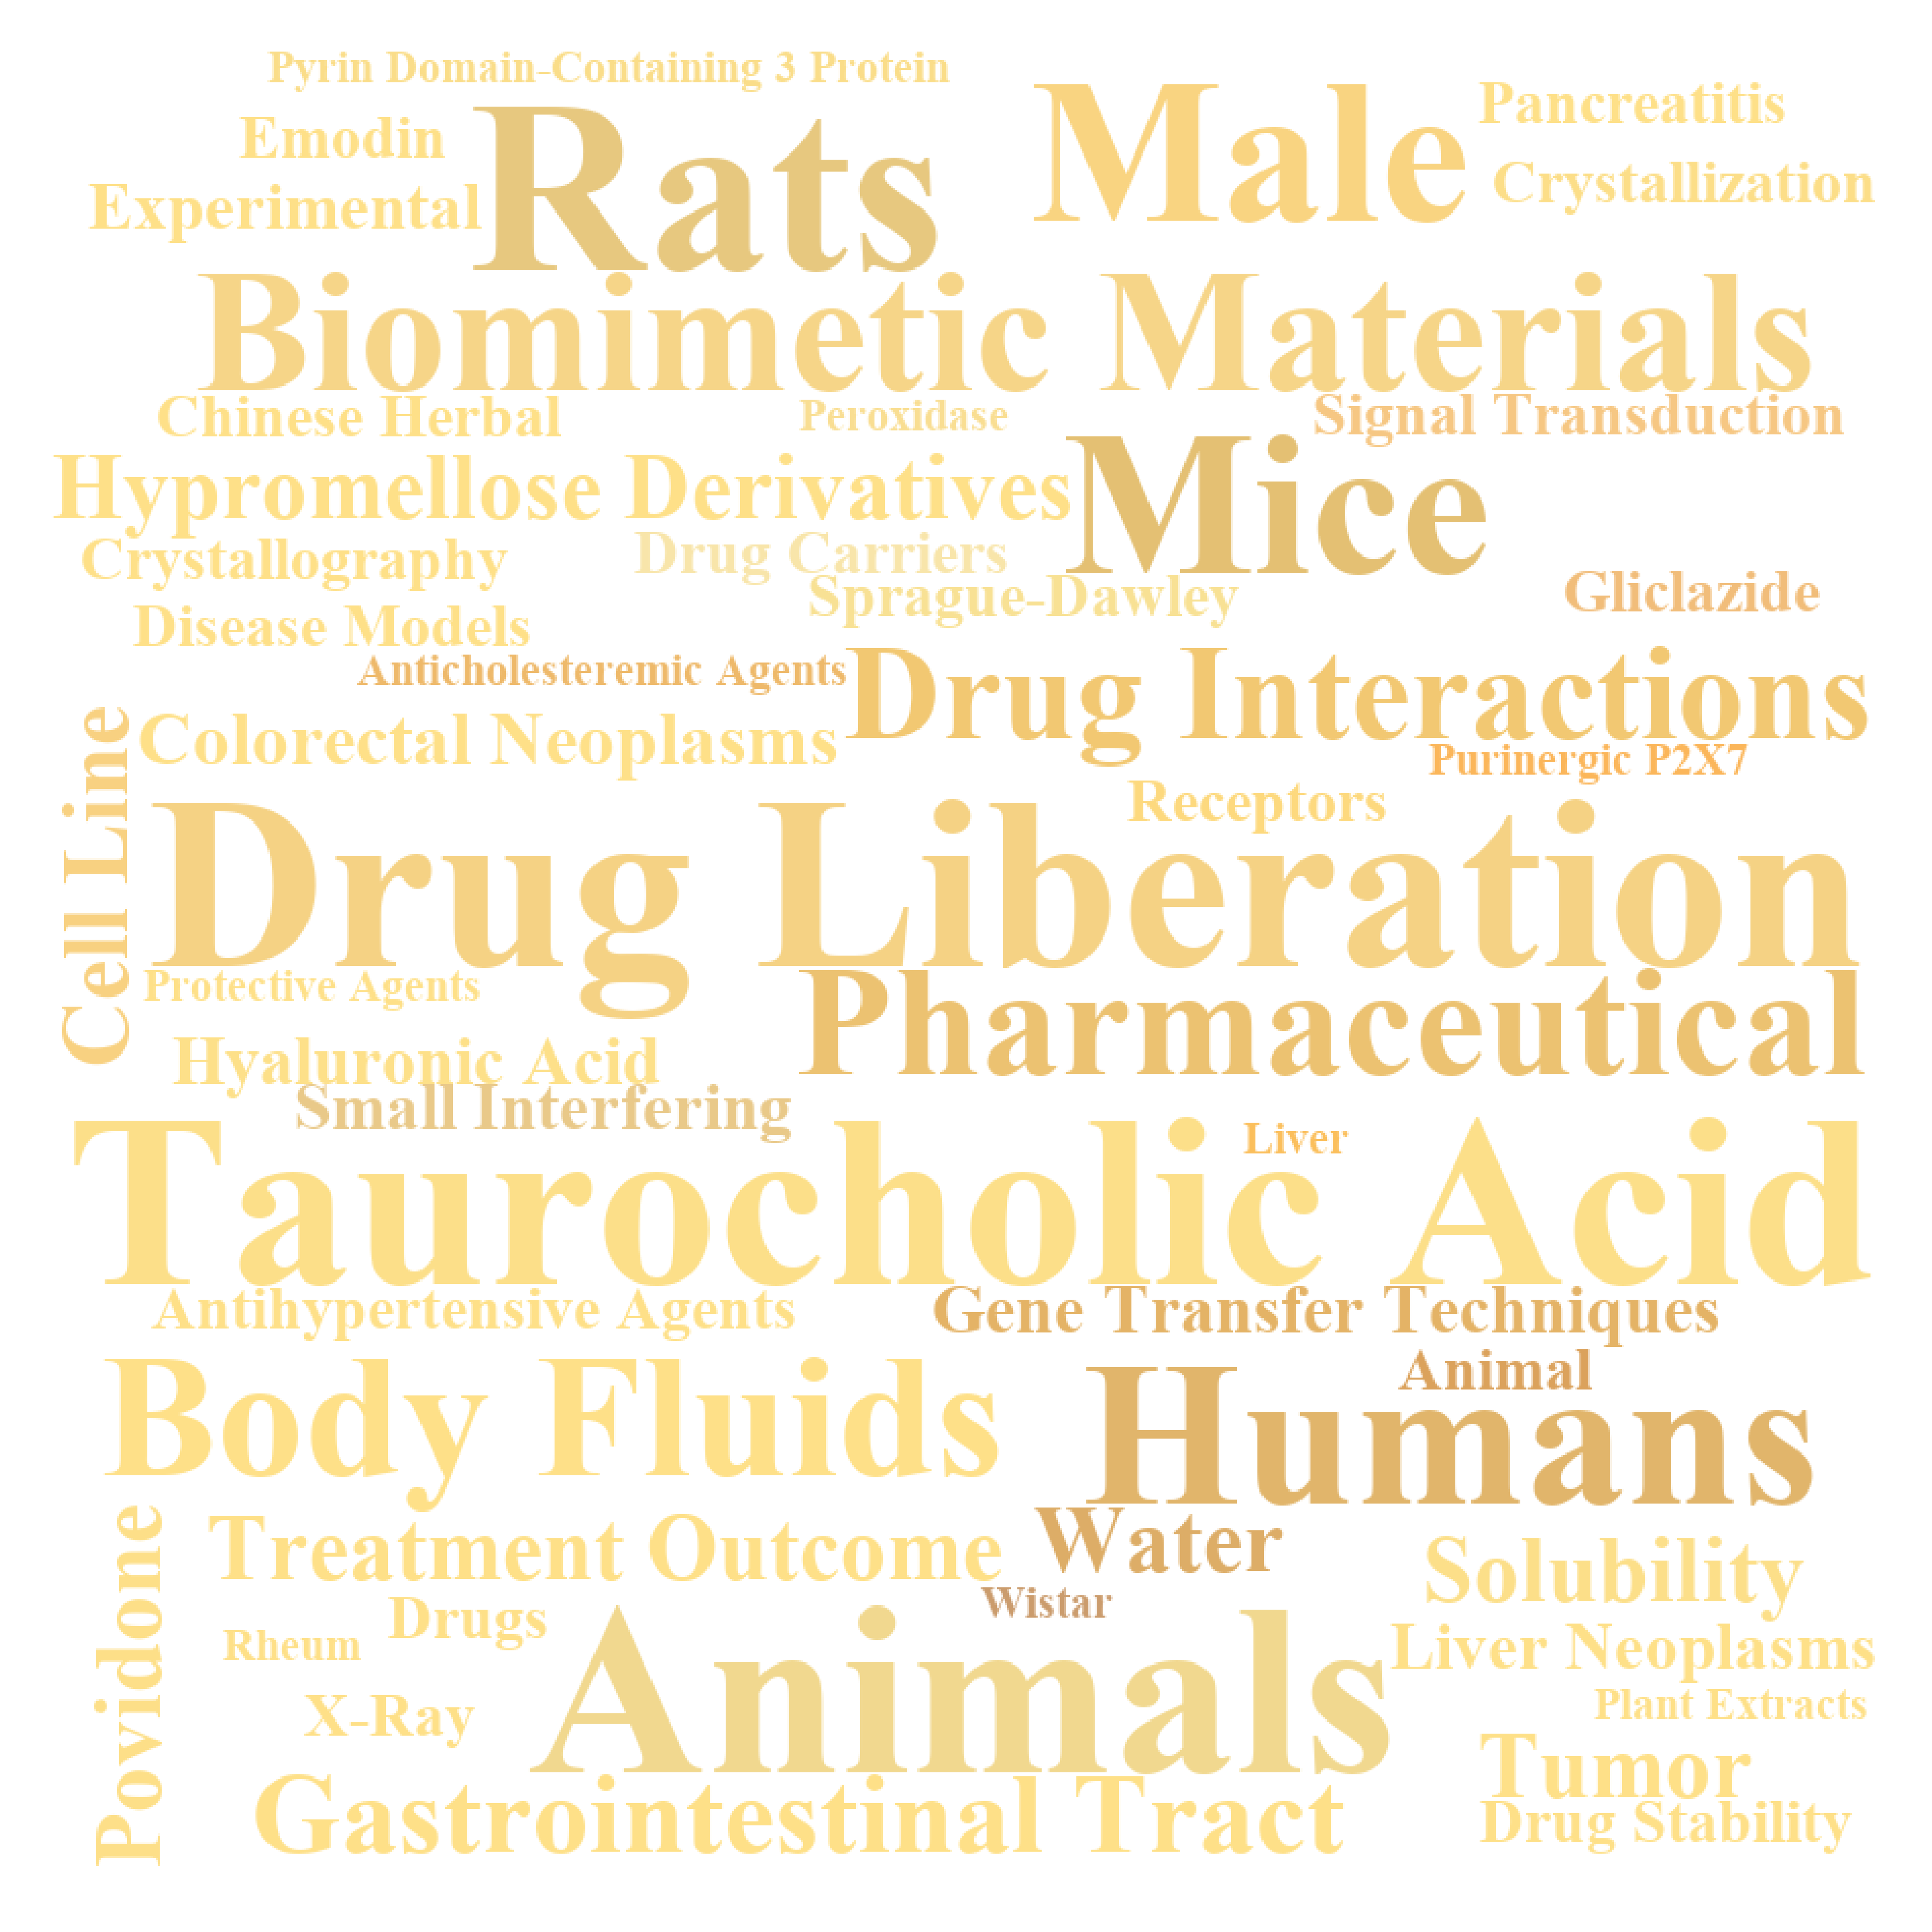 Pyrin Domain-Containing 3 Protein
Emodin
Experimental
Rats
Male
Pancreatitis
Crystallization
Biomimetic Materials
Chinese Herbal
Peroxidase
Signal Transduction
Hypromellose Derivatives
Mice
Crystallography
Drug Carriers
Sprague-Dawley
Gliclazide
Disease Models
Anticholesteremic Agents
Drug Interactions
Cell Line
Colorectal Neoplasms
Purinergic P2X7
Receptors
Drug Liberation
Protective Agents
Pharmaceutical
Hyaluronic Acid
Small Interfering
Liver
Taurocholic Acid
Antihypertensive Agents
Gene Transfer Techniques
Animal
Body Fluids
Humans
Povidone
Treatment Outcome
Water
Solubility
Wistar
Drugs
Rheum
Animals
Liver Neoplasms
X-Ray
Plant Extracts
Tumor
Gastrointestinal Tract
Drug Stability